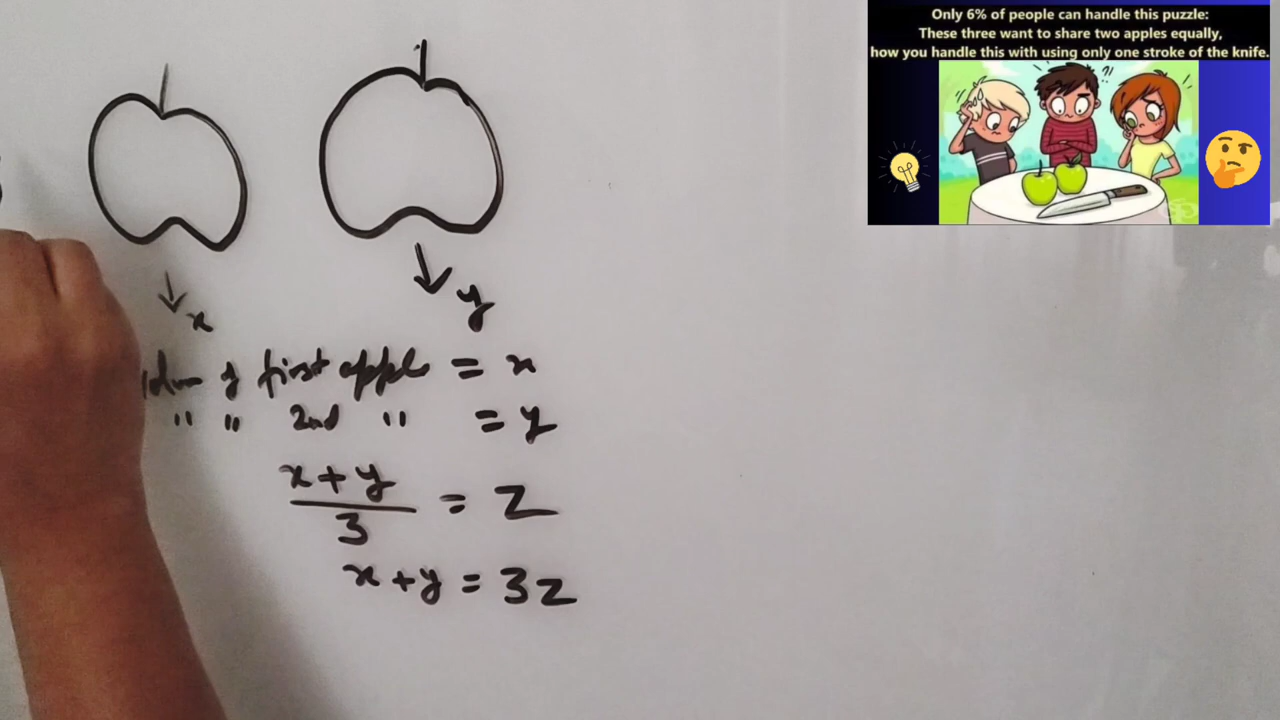 Only 6% of people can handle this puzzle:
These three want to share two apples equally,
how you handle this with using only one stroke of the knife.
x
y
of first apple = x
" " 2nd " = y
x + y
3
= z
x + y = 3z